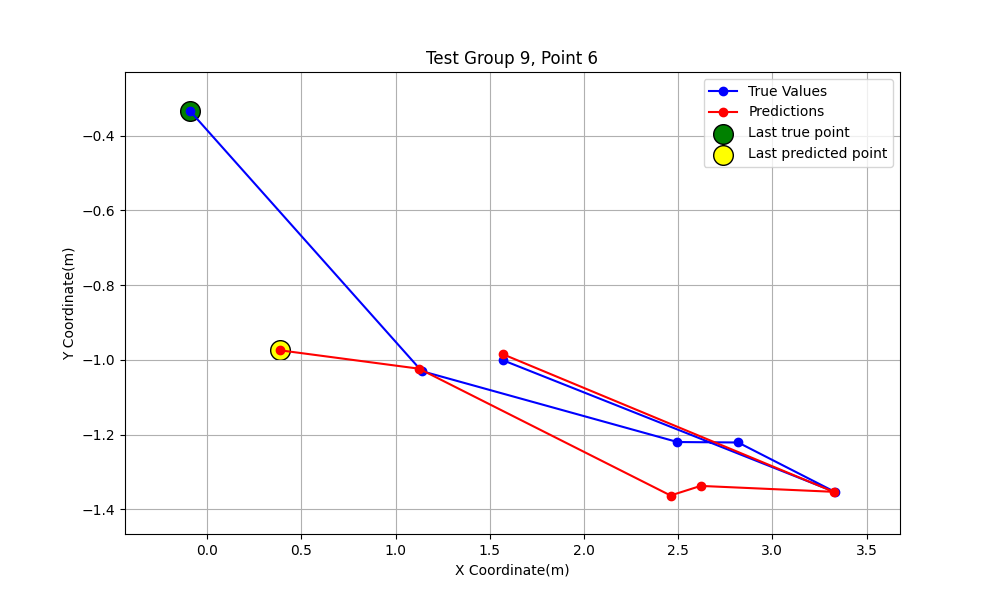 Test Group 9, Point 6
True Values
Predictions
Last true point
Last predicted point
Y Coordinate(m)
−0.4
−0.6
−0.8
−1.0
−1.2
−1.4
0.0 0.5 1.0 1.5 2.0 2.5 3.0 3.5
X Coordinate(m)